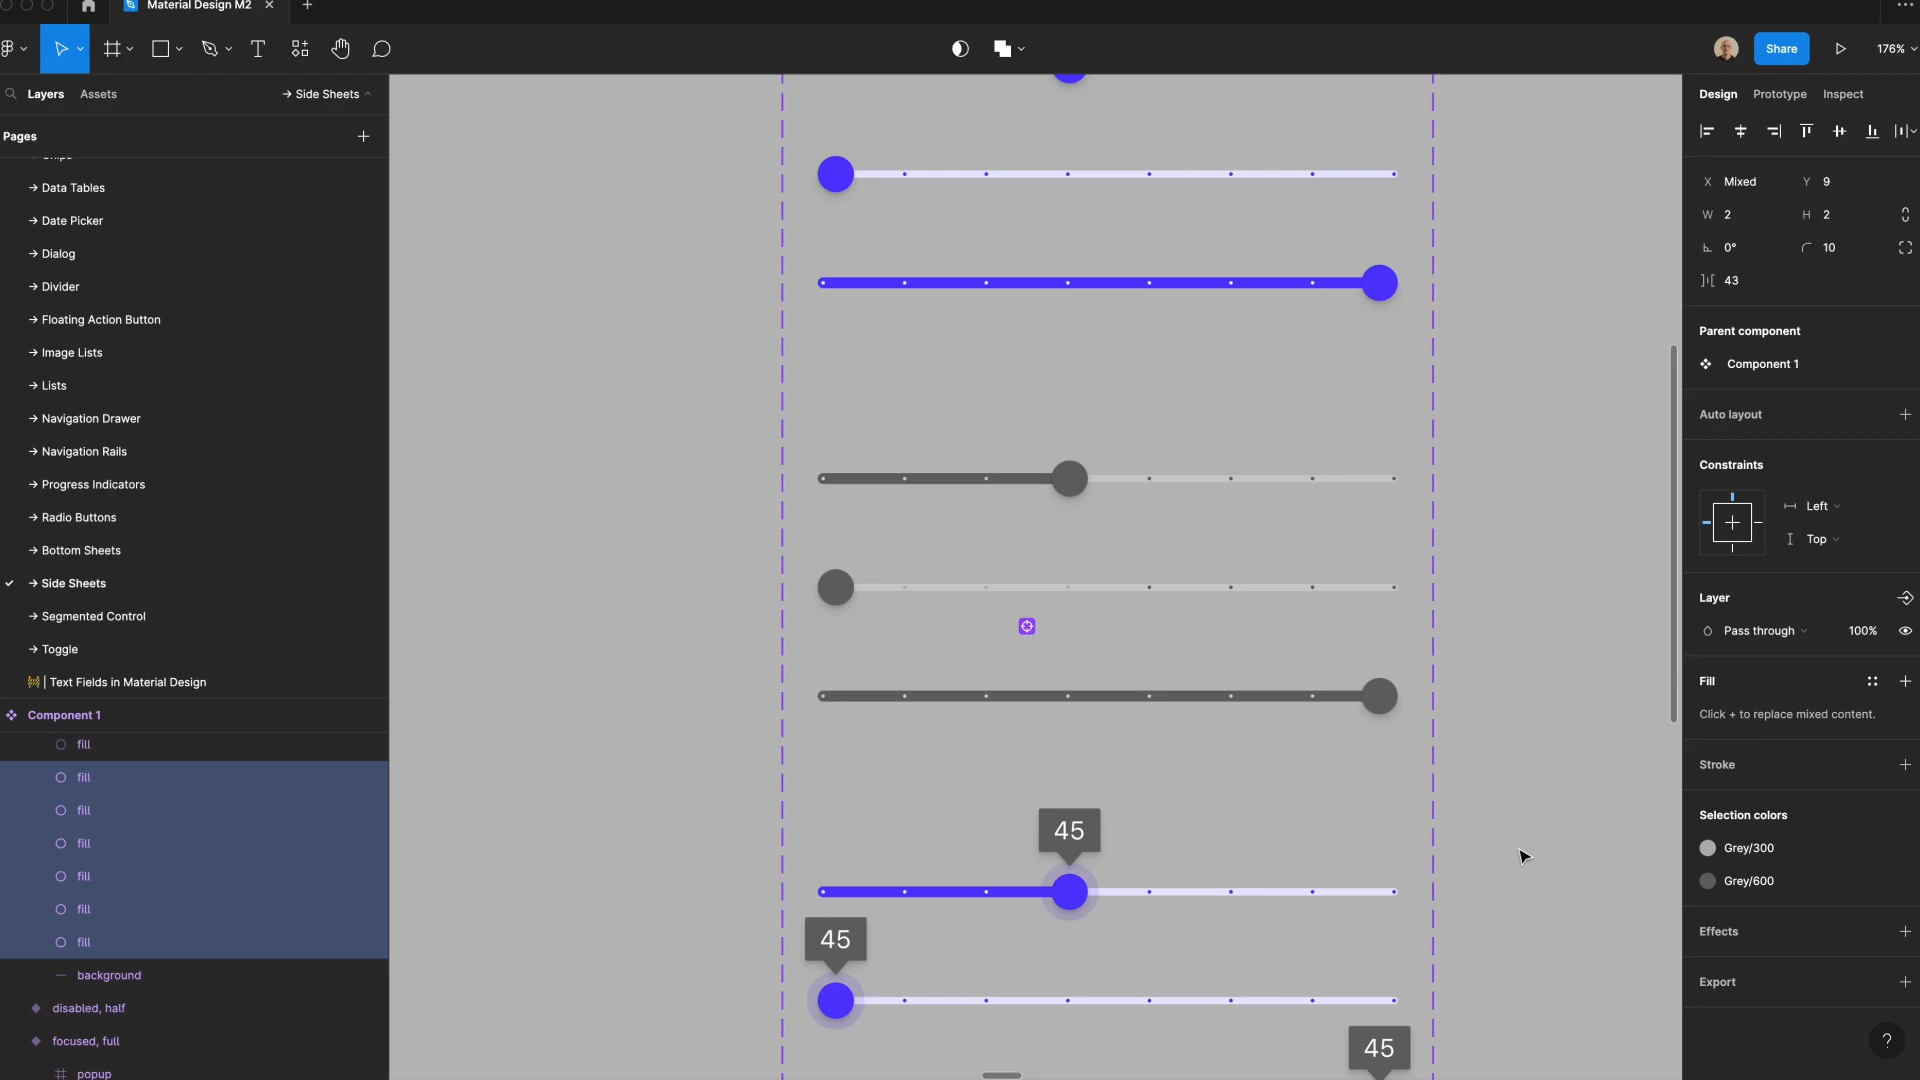 Material Design M2
Share
176%
Layers
Assets
→ Side Sheets
Pages
→ Data Tables
→ Date Picker
→ Dialog
→ Divider
→ Floating Action Button
→ Image Lists
→ Lists
→ Navigation Drawer
→ Navigation Rails
→ Progress Indicators
→ Radio Buttons
→ Bottom Sheets
→ Side Sheets
→ Segmented Control
→ Toggle
| Text Fields in Material Design
Component 1
fill
fill
fill
fill
fill
fill
fill
background
disabled, half
focused, full
popup
45
45
45
Design
Prototype
Inspect
X Mixed Y 9
W 2 H 2
0° 10
43
Parent component
Component 1
Auto layout
Constraints
Left
Top
Layer
Pass through 100%
Fill
Click + to replace mixed content.
Stroke
Selection colors
Grey/300
Grey/600
Effects
Export
?